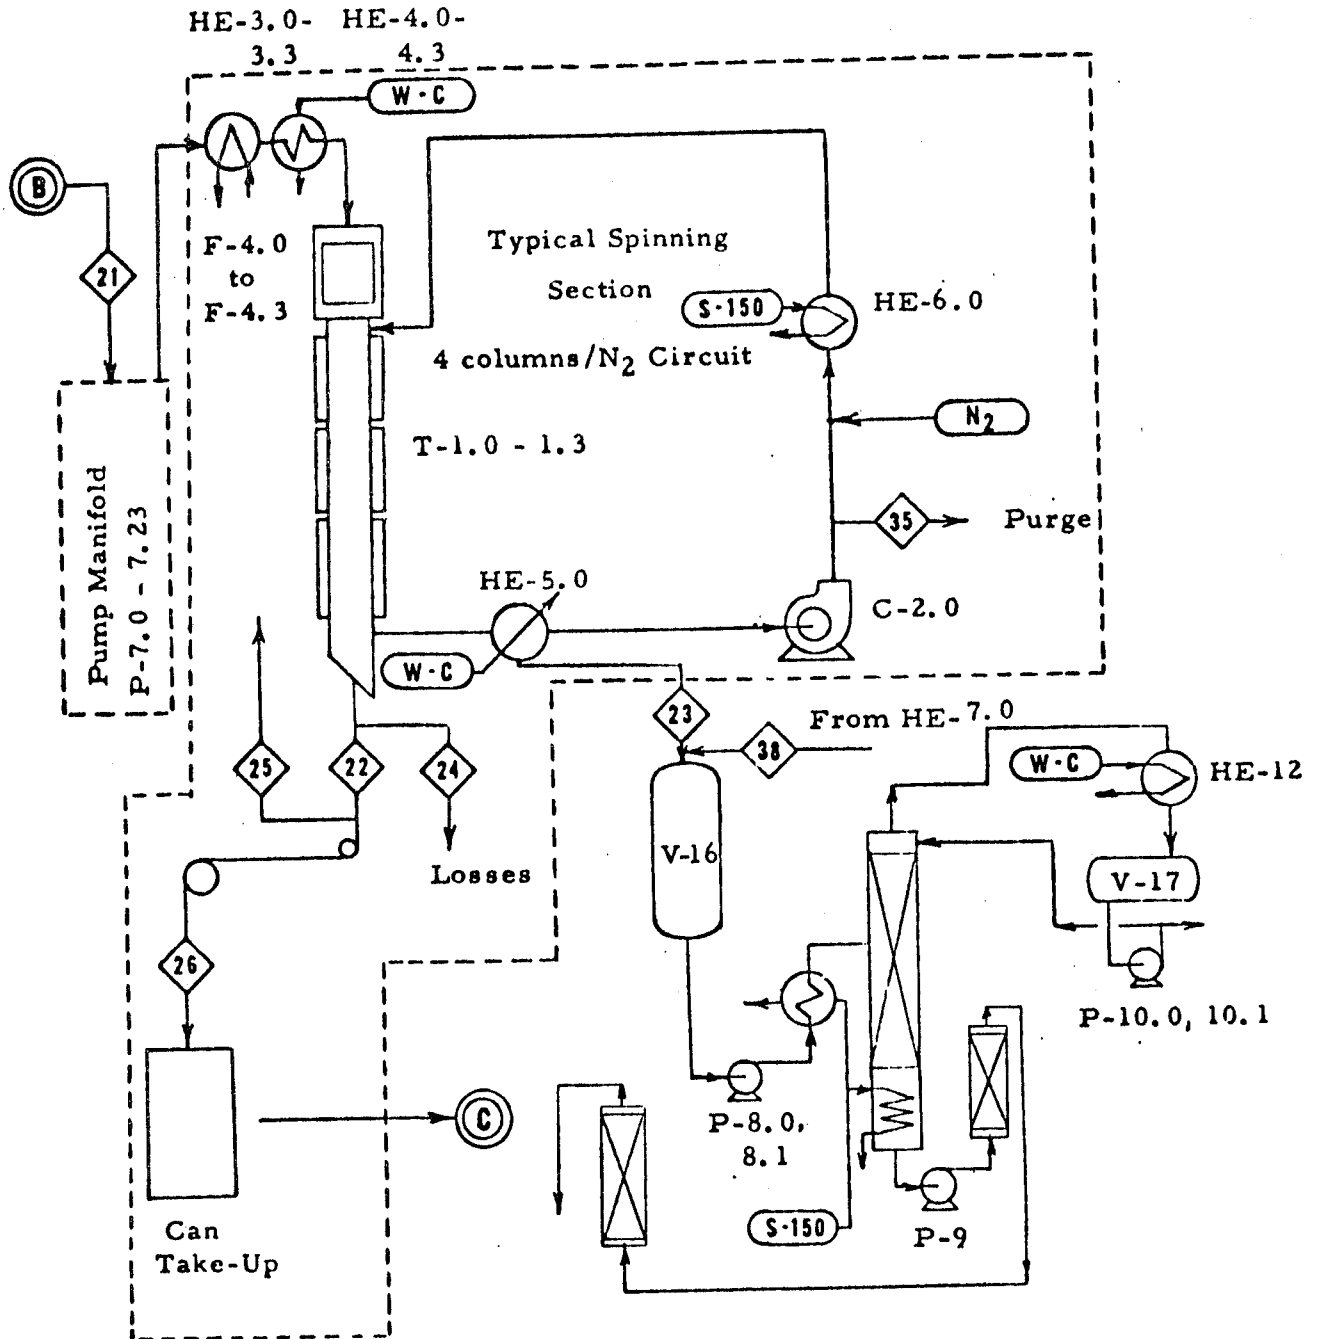 HE-3.0- HE-4.0-
3.3 4.3
W-C
B
F-4.0
to
F-4.3
21
Typical Spinning
Section
S-150
HE-6.0
4 columns/N2 Circuit
N2
T-1.0 - 1.3
Pump Manifold
P-7.0 - 7.23
35
Purge
HE-5.0
C-2.0
W-C
23
From HE-7.0
38
25
22
24
W-C
HE-12
V-16
Losses
V-17
26
P-10.0, 10.1
C
P-8.0,
8.1
S-150
P-9
Can
Take-Up